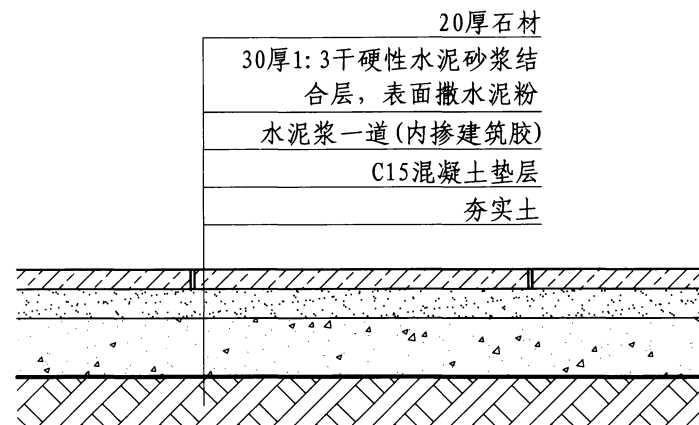 20厚石材
30厚1:3干硬性水泥砂浆结
合层，表面撒水泥粉
水泥浆一道(内掺建筑胶)
C15混凝土垫层
夯实土